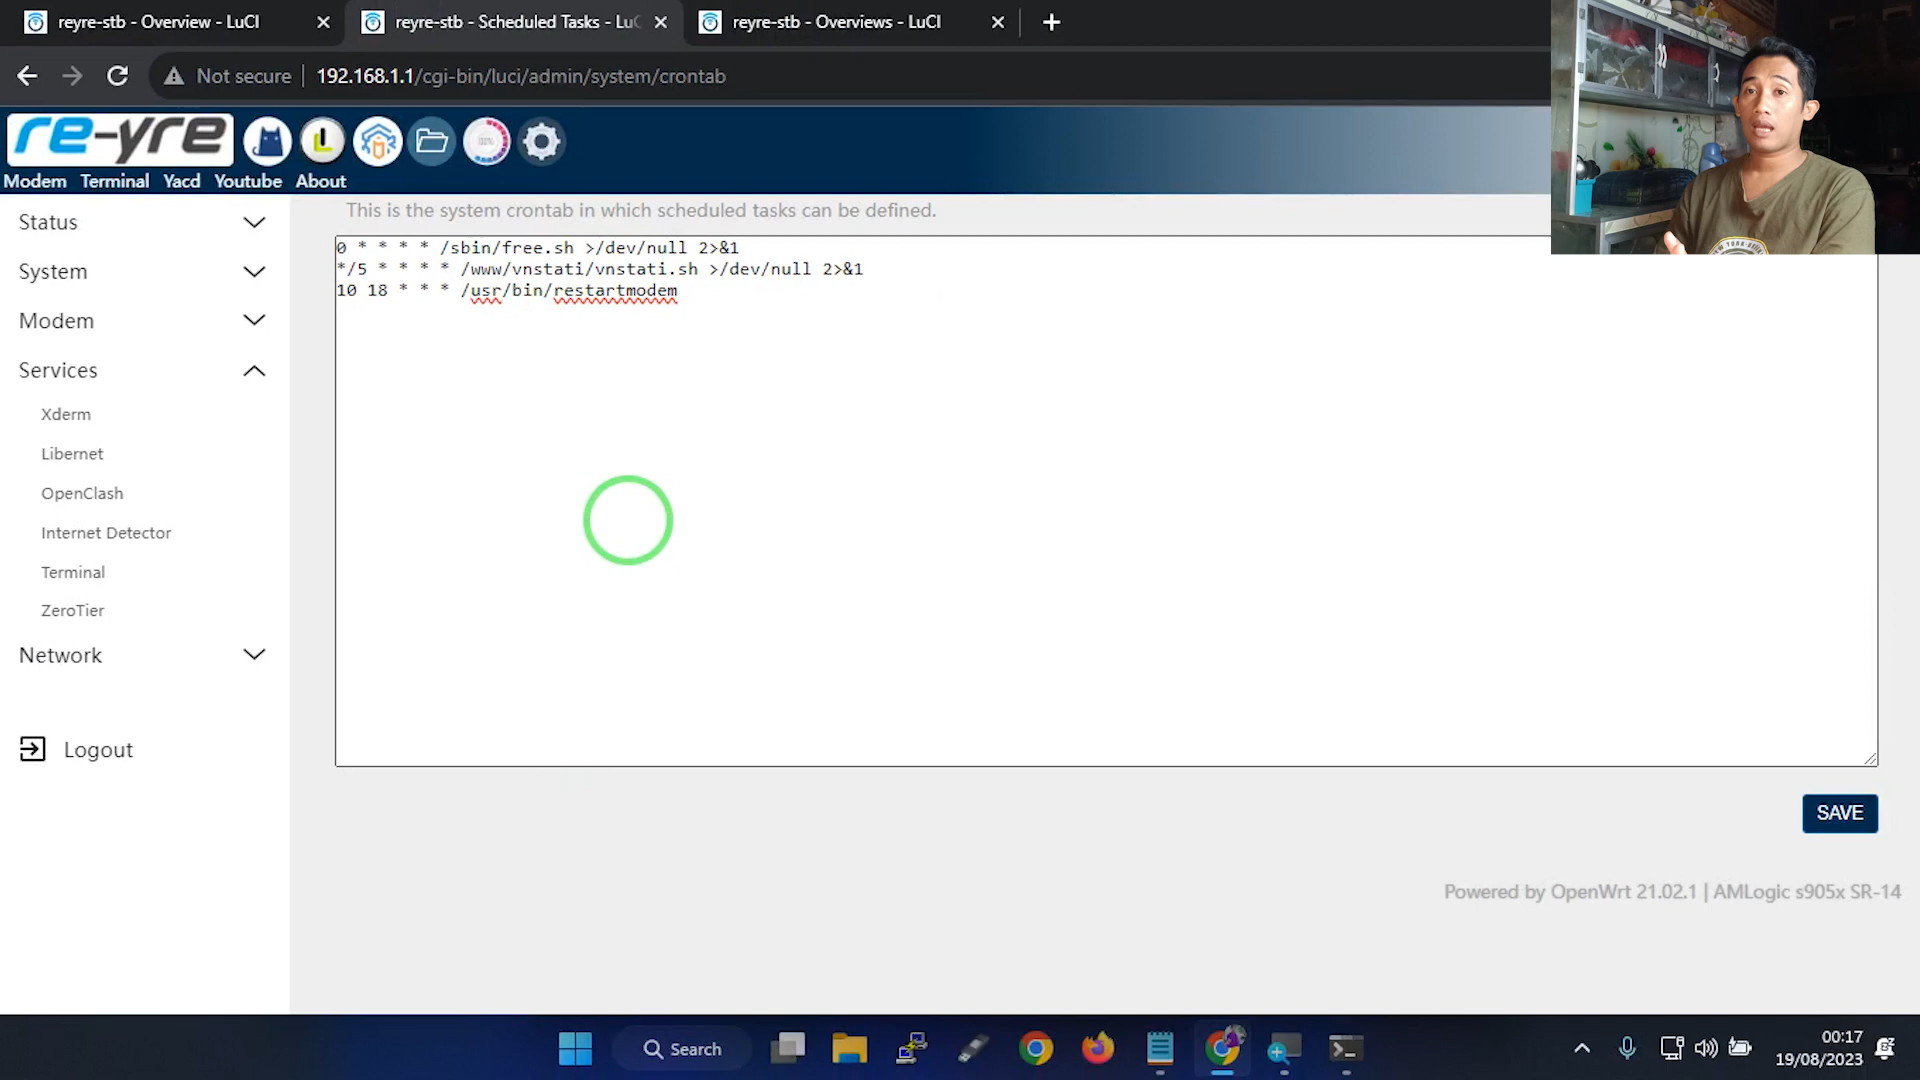 reyre-stb - Overview - LuCI
reyre-stb - Scheduled Tasks - Lu
reyre-stb - Overviews - LuCI
Not secure
192.168.1.1/cgi-bin/luci/admin/system/crontab
re-yre
Modem Terminal Yacd Youtube About
Status
System
Modem
Services
Xderm
Libernet
OpenClash
Internet Detector
Terminal
ZeroTier
Network
Logout
This is the system crontab in which scheduled tasks can be defined.
0 * * * * /sbin/free.sh >/dev/null 2>&1
*/5 * * * * /www/vnstati/vnstati.sh >/dev/null 2>&1
10 18 * * * /usr/bin/restartmodem
SAVE
Powered by OpenWrt 21.02.1 | AMLogic s905x SR-14
Search
00:17
19/08/2023